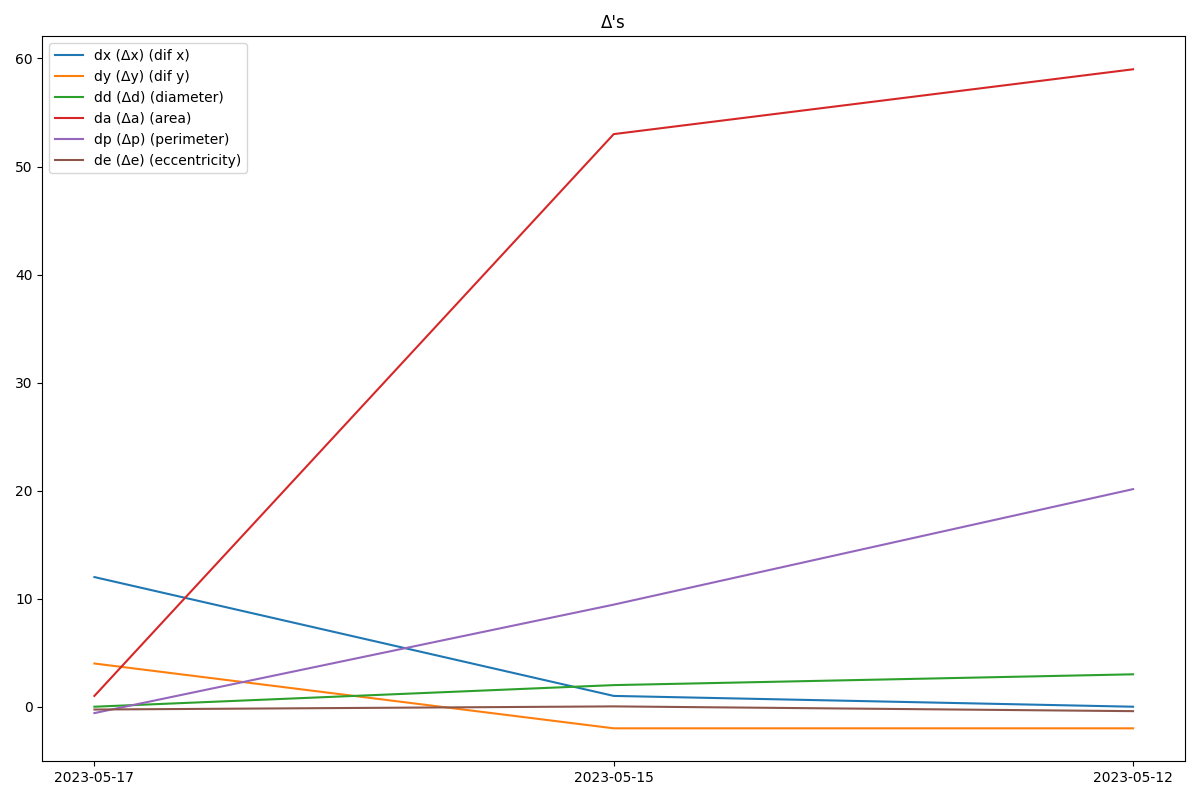 Δ's
dx (Δx) (dif x)
dy (Δy) (dif y)
dd (Δd) (diameter)
da (Δa) (area)
dp (Δp) (perimeter)
de (Δe) (eccentricity)
60
50
40
30
20
10
0
2023-05-17 2023-05-15 2023-05-12